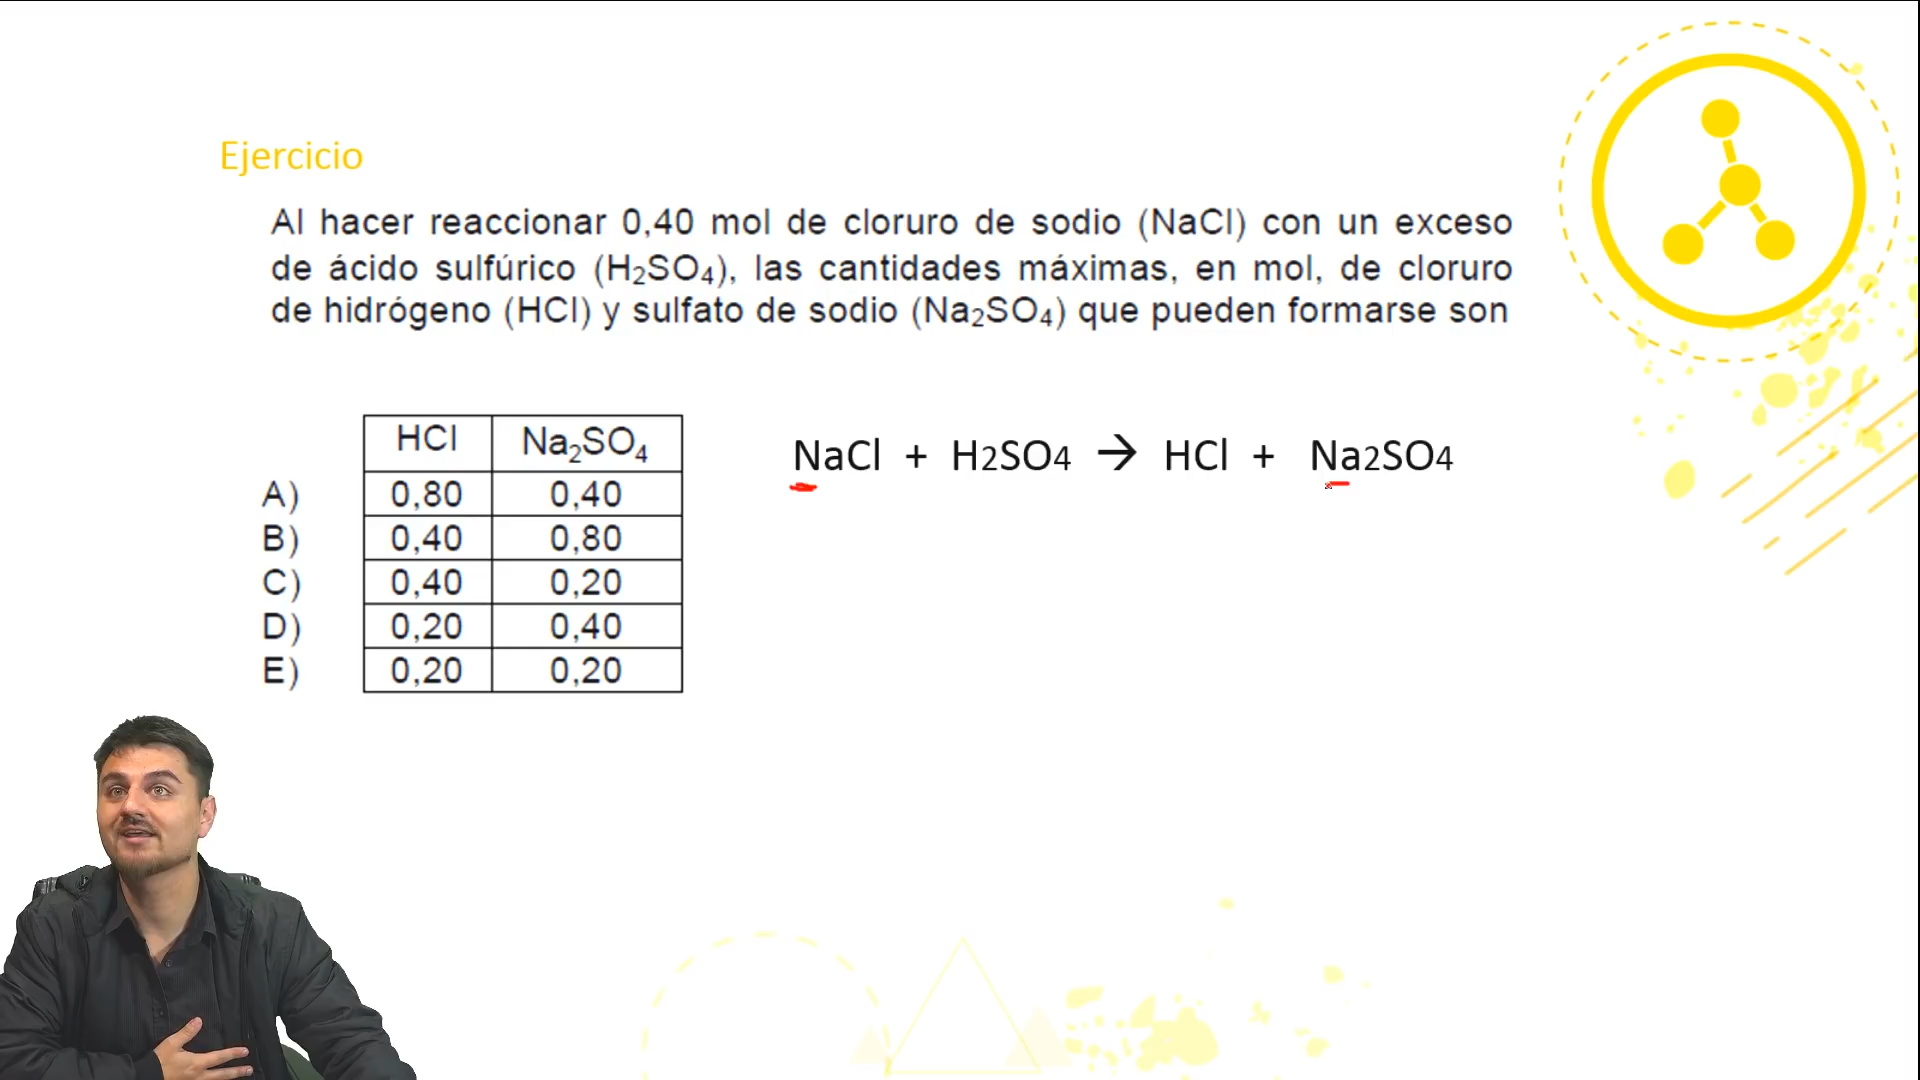 Ejercicio
Al hacer reaccionar 0,40 mol de cloruro de sodio (NaCl) con un exceso
de ácido sulfúrico (H₂SO₄), las cantidades máximas, en mol, de cloruro
de hidrógeno (HCl) y sulfato de sodio (Na₂SO₄) que pueden formarse son
HCl Na₂SO₄
A) 0,80 0,40
B) 0,40 0,80
C) 0,40 0,20
D) 0,20 0,40
E) 0,20 0,20
NaCl + H2SO4 → HCl + Na2SO4